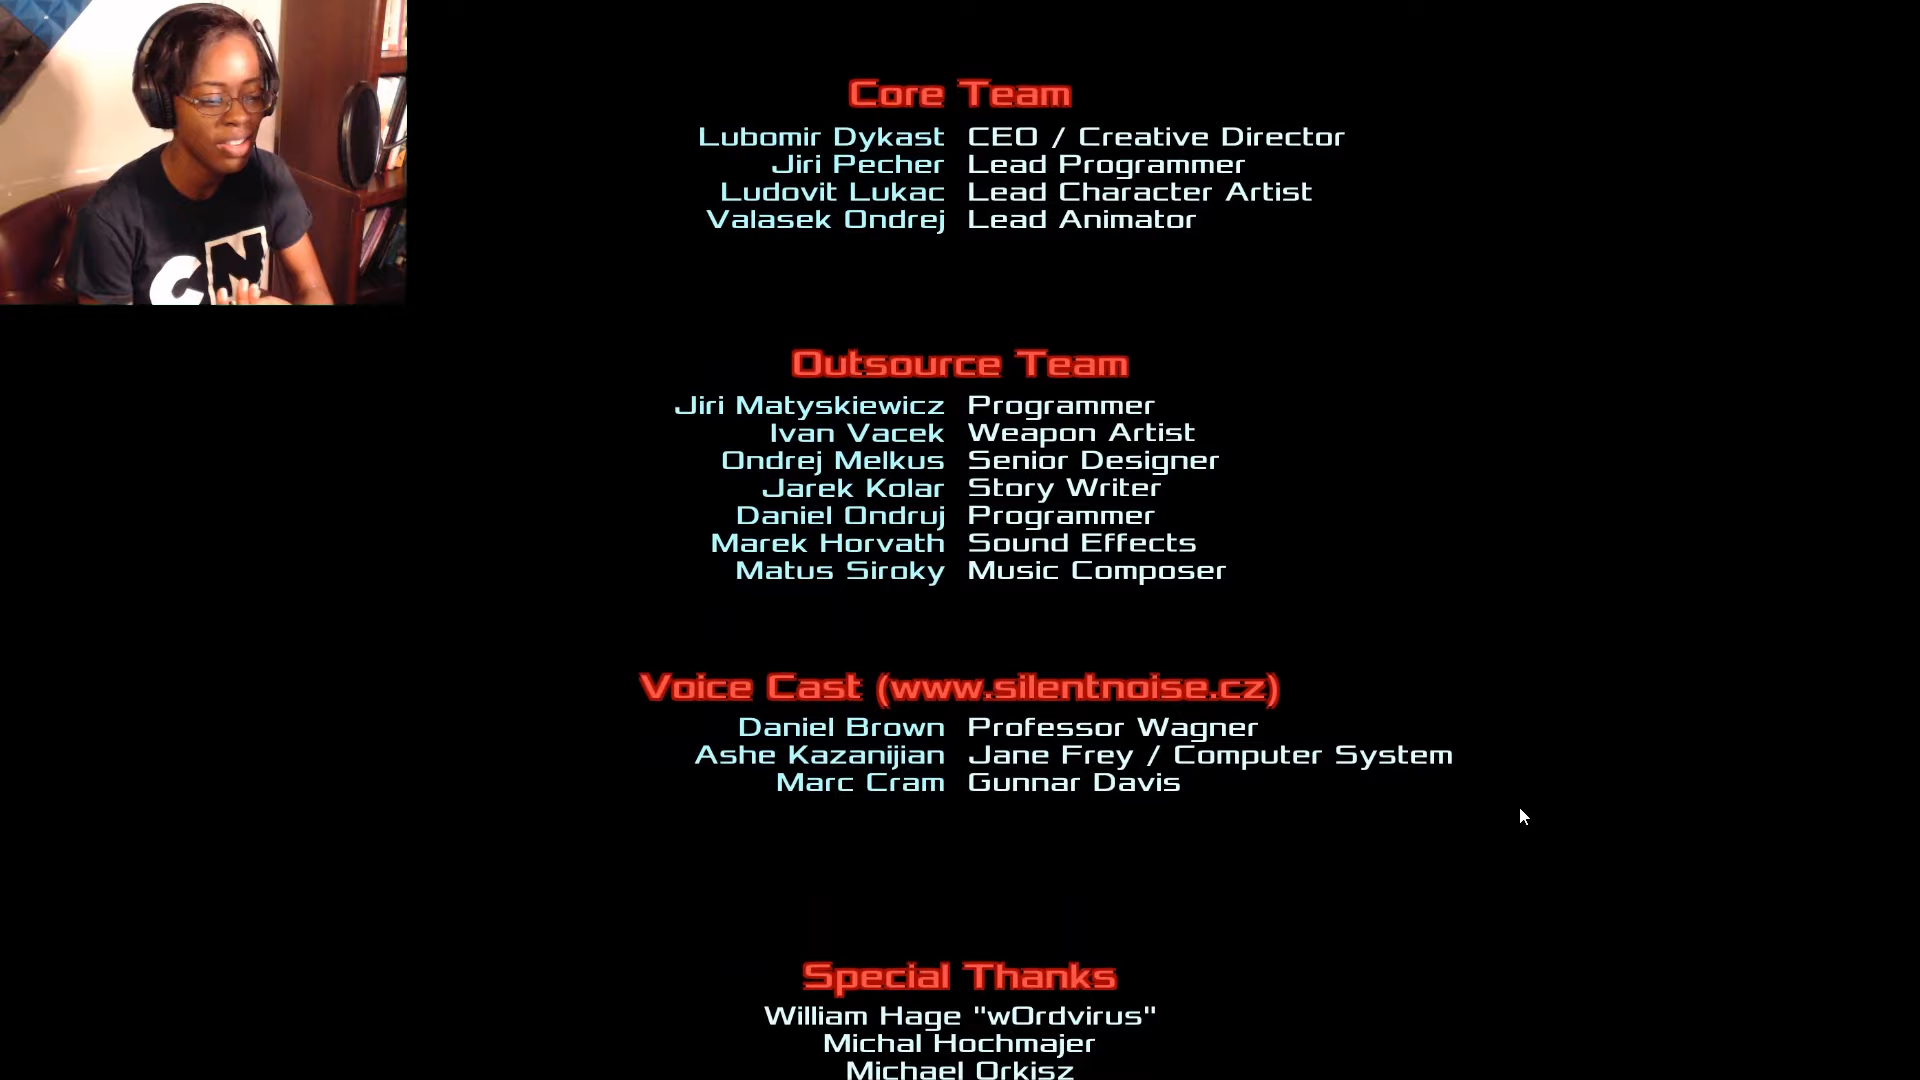 CN
Core Team
Lubomir Dykast CEO / Creative Director
Jiri Pecher Lead Programmer
Ludovit Lukac Lead Character Artist
Valasek Ondrej Lead Animator
Outsource Team
Jiri Matyskiewicz Programmer
Ivan Vacek Weapon Artist
Ondrej Melkus Senior Designer
Jarek Kolar Story Writer
Daniel Ondruj Programmer
Marek Horvath Sound Effects
Matus Siroky Music Composer
Voice Cast (www.silentnoise.cz)
Daniel Brown Professor Wagner
Ashe Kazanijian Jane Frey / Computer System
Marc Cram Gunnar Davis
Special Thanks
William Hage "w0rdvirus"
Michal Hochmajer
Michael Orkisz